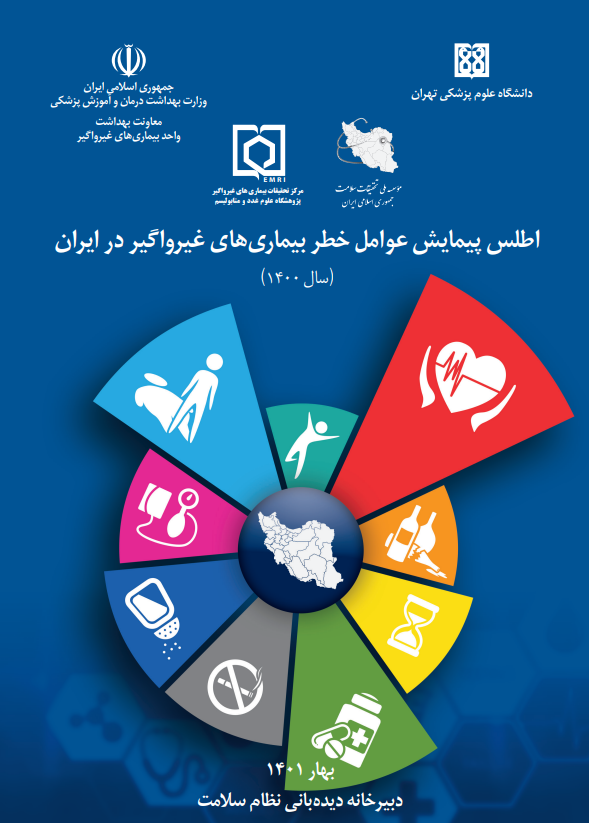 دانشگاه علوم پزشکی تهران
جمهوری اسلامی ایران
وزارت بهداشت درمان و آموزش پزشکی
معاونت بهداشت
واحد بیماری‌های غیرواگیر
موسسه ملی تحقیقات سلامت
جمهوری اسلامی ایران
EMRI
مرکز تحقیقات بیماری های غیرواگیر
پژوهشگاه علوم غدد و متابولیسم
اطلس پیمایش عوامل خطر بیماری‌های غیرواگیر در ایران
(سال ۱۴۰۰)
بهار ۱۴۰۱
دبیرخانه دیده‌بانی نظام سلامت